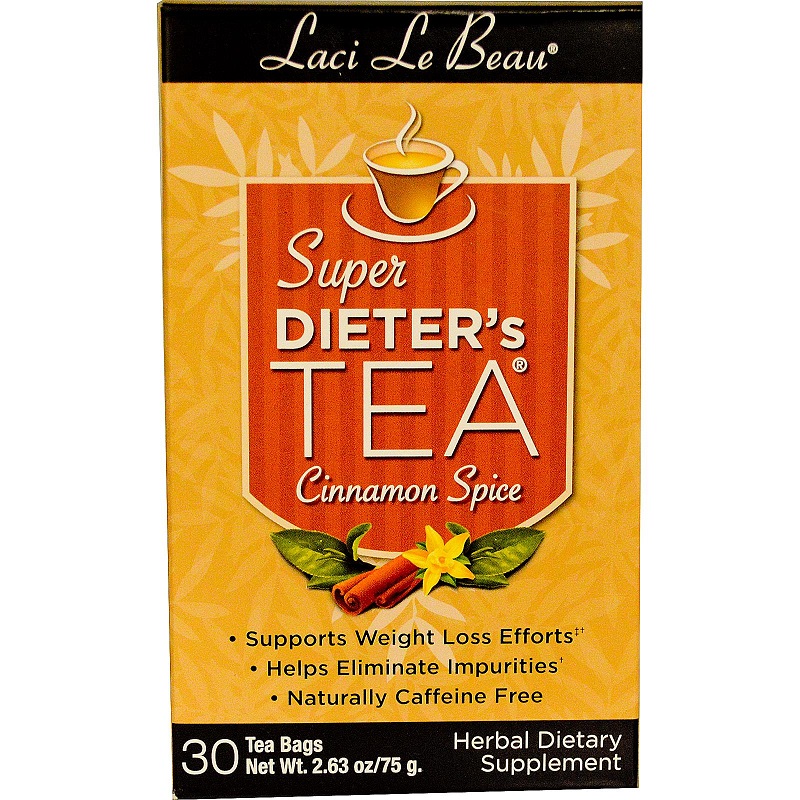 Laci Le Beau®
Super
DIETER's
TEA®
Cinnamon Spice
• Supports Weight Loss Efforts‡†
• Helps Eliminate Impurities†
• Naturally Caffeine Free
30 Tea Bags
Net Wt. 2.63 oz/75 g.
Herbal Dietary
Supplement